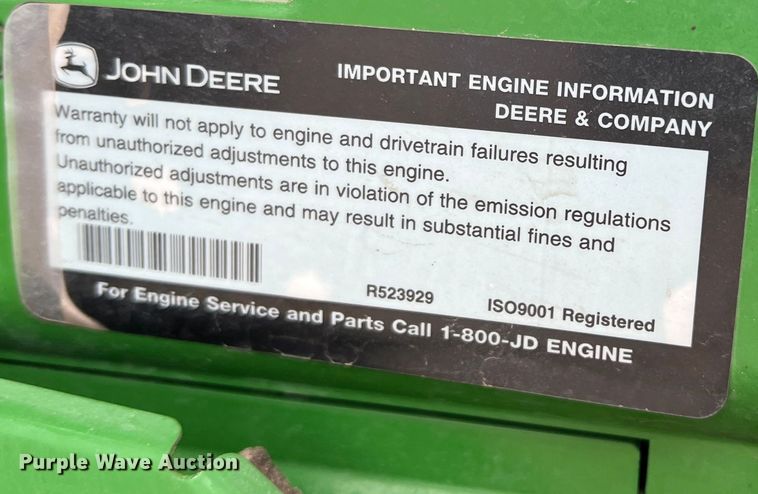 JOHN DEERE
IMPORTANT ENGINE INFORMATION
DEERE & COMPANY
Warranty will not apply to engine and drivetrain failures resulting
from unauthorized adjustments to this engine.
Unauthorized adjustments are in violation of the emission regulations
applicable to this engine and may result in substantial fines and
penalties.
R523929
ISO9001 Registered
For Engine Service and Parts Call 1-800-JD ENGINE
Purple Wave Auction